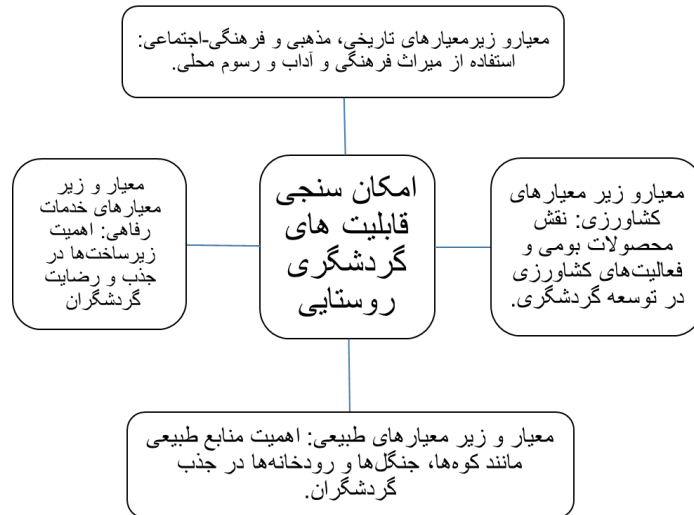 معیارو زیرمعیارهای تاریخی، مذهبی و فرهنگی-اجتماعی:
استفاده از میراث فرهنگی و آداب و رسوم محلی.
معیارو زیر معیارهای
کشاورزی: نقش
محصولات بومی و
فعالیت‌های کشاورزی
در توسعه گردشگری.
امکان سنجی
قابلیت های
گردشگری
روستایی
معیار و زیر
معیارهای خدمات
رفاهی: اهمیت
زیرساخت‌ها در
جذب و رضایت
گردشگران
معیار و زیر معیارهای طبیعی: اهمیت منابع طبیعی
مانند کوه‌ها، جنگل‌ها و رودخانه‌ها در جذب
گردشگران.